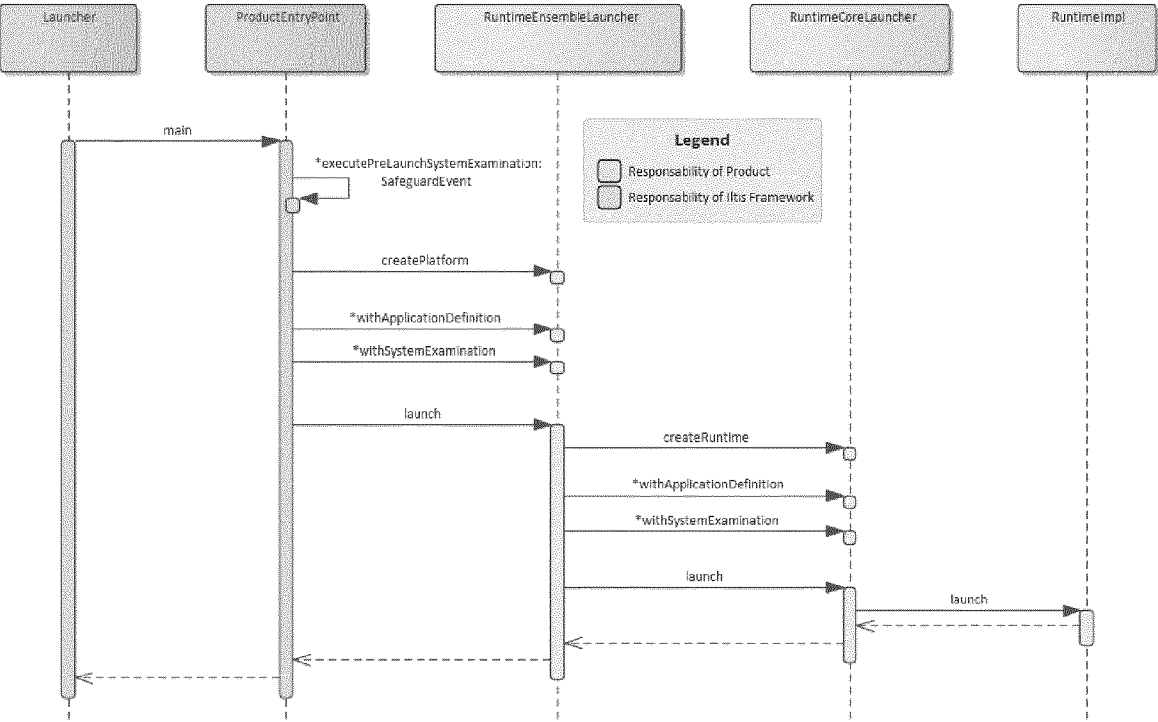 Launcher
ProductEntryPoint
RuntimeEnsembleLauncher
RuntimeCoreLauncher
RuntimeImpl
main
*executePreLaunchSystemExamination:
SafeguardEvent
Legend
Responsability of Product
Responsability of Iltis Framework
createPlatform
*withApplicationDefinition
*withSystemExamination
launch
createRuntime
*withApplicationDefinition
*withSystemExamination
launch
launch